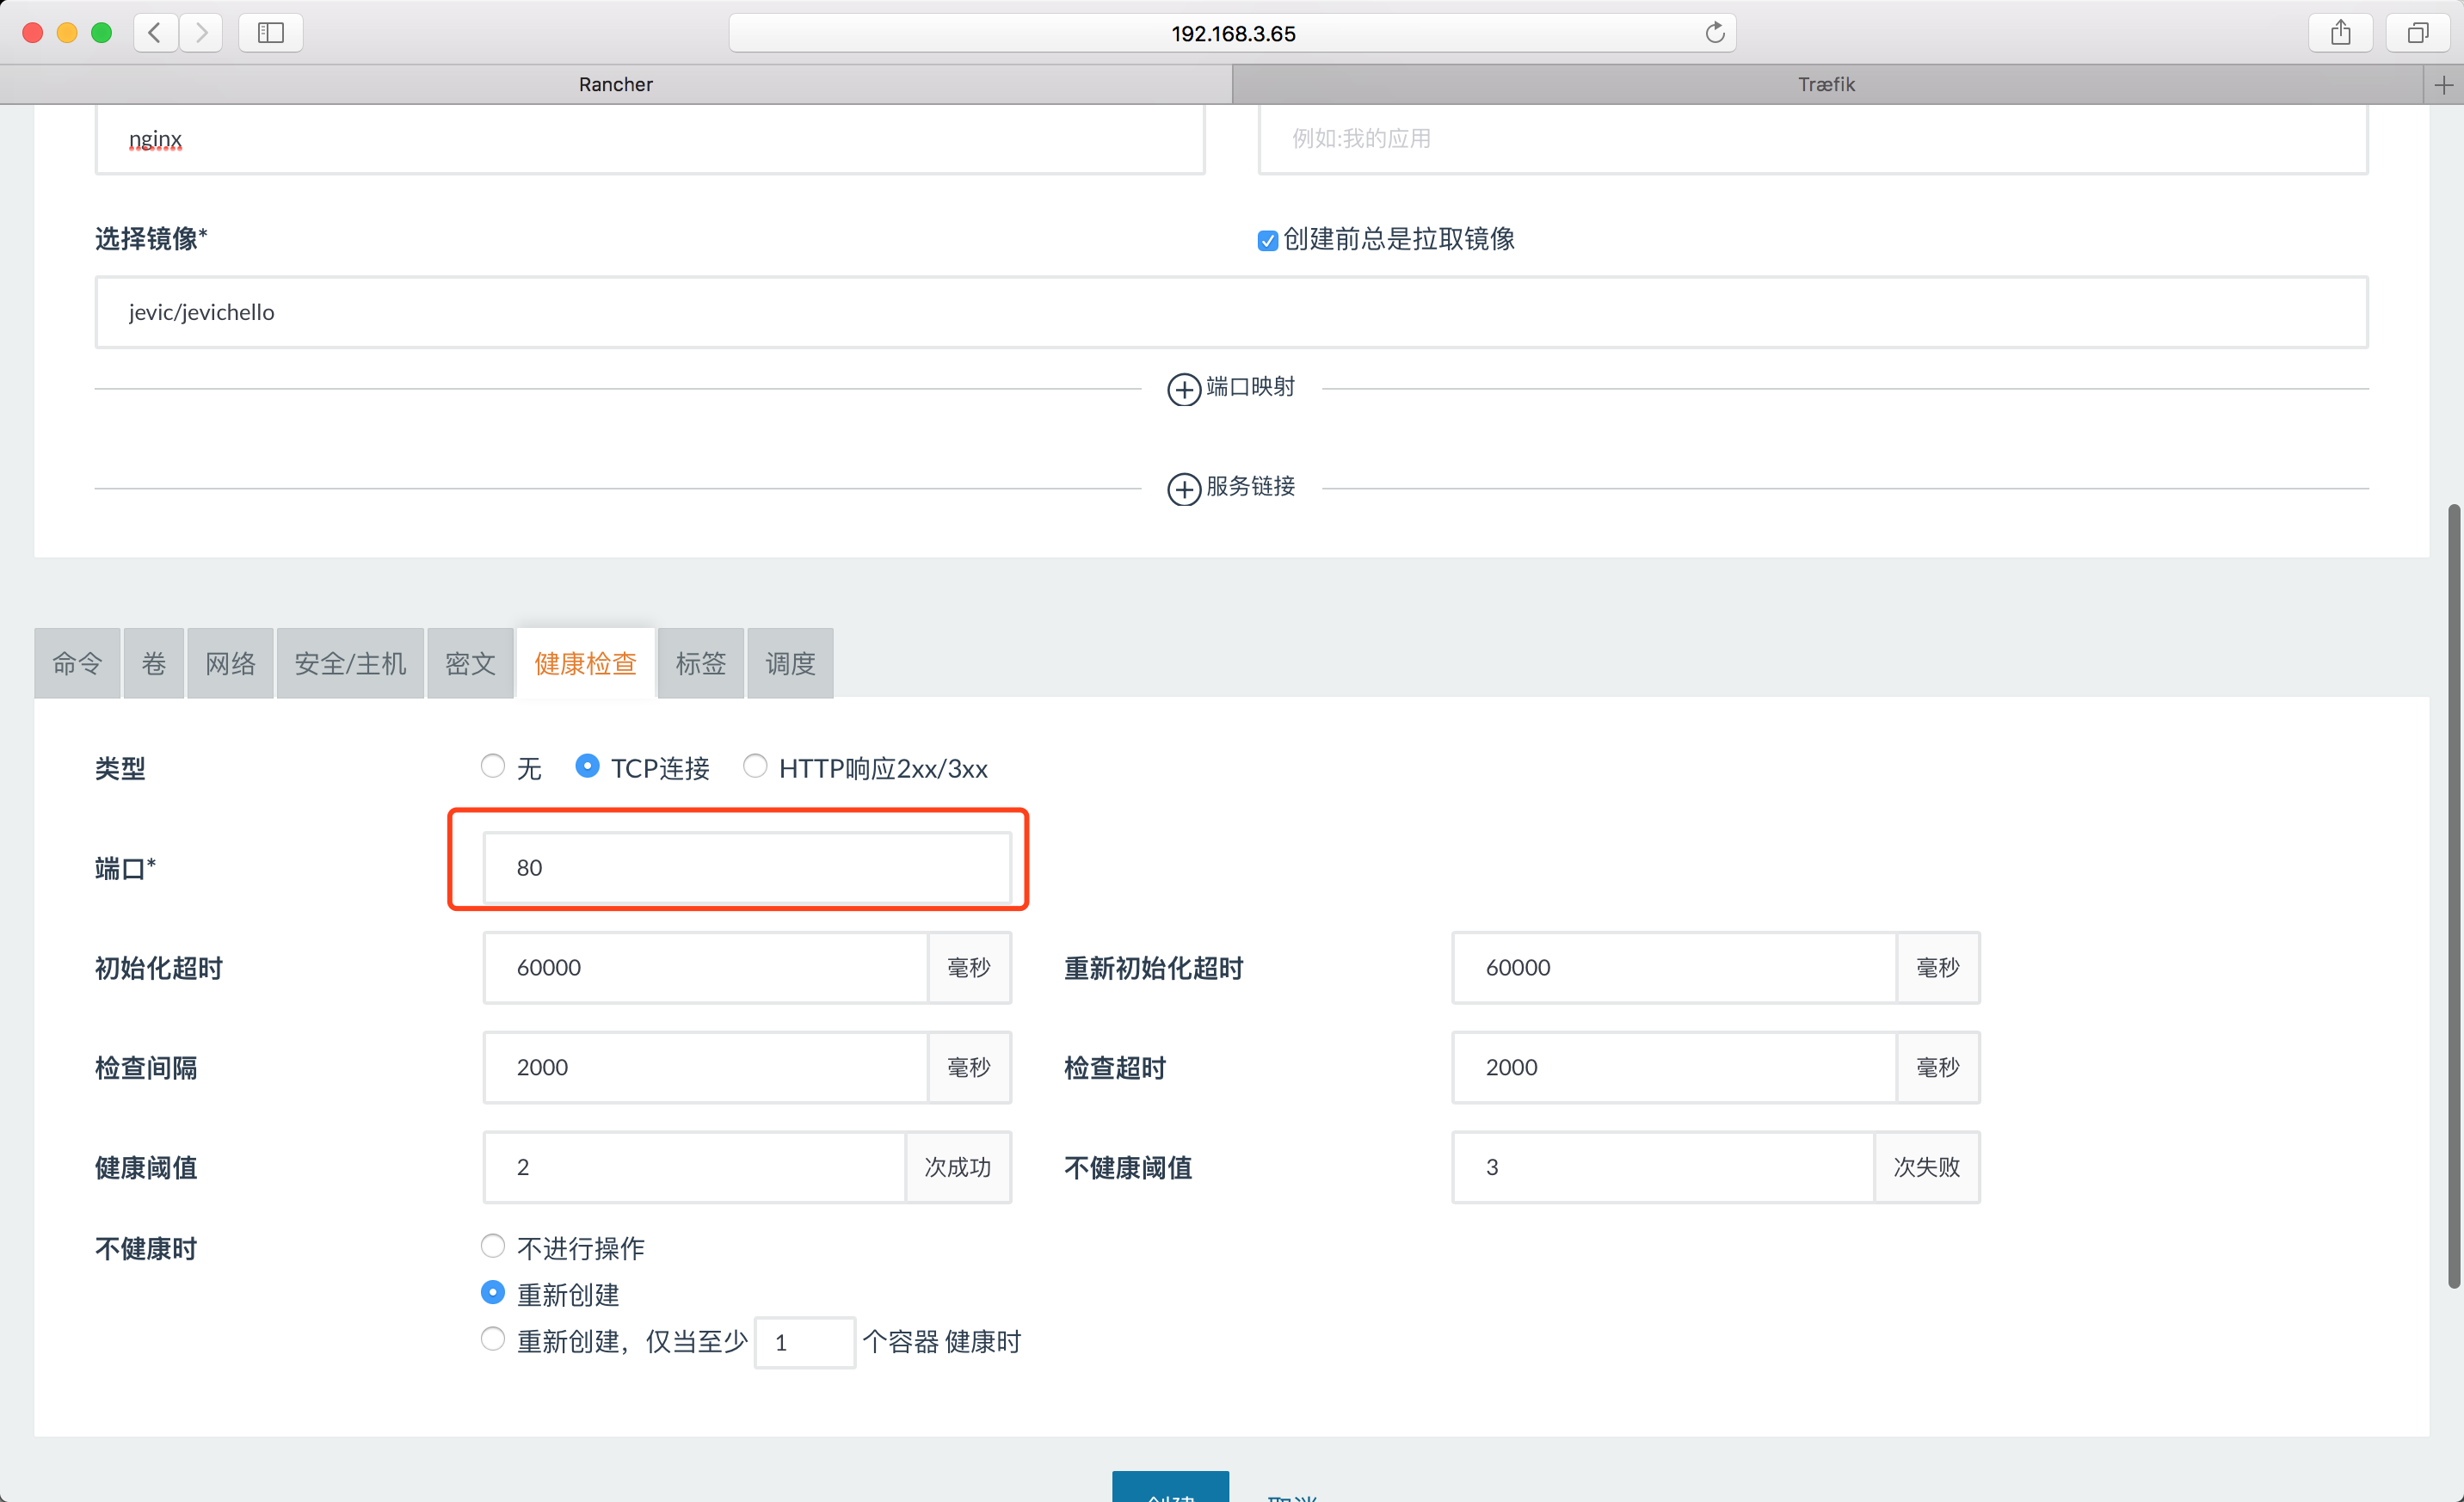 192.168.3.65
Rancher
Træfik
nginx
例如:我的应用
选择镜像*
创建前总是拉取镜像
jevic/jevichello
端口映射
服务链接
命令 卷 网络 安全/主机 密文 健康检查 标签 调度
类型 无 TCP连接 HTTP响应2xx/3xx
端口* 80
初始化超时 60000 毫秒 重新初始化超时 60000 毫秒
检查间隔 2000 毫秒 检查超时 2000 毫秒
健康阈值 2 次成功 不健康阈值 3 次失败
不健康时 不进行操作
重新创建
重新创建，仅当至少 1 个容器 健康时
创建 取消